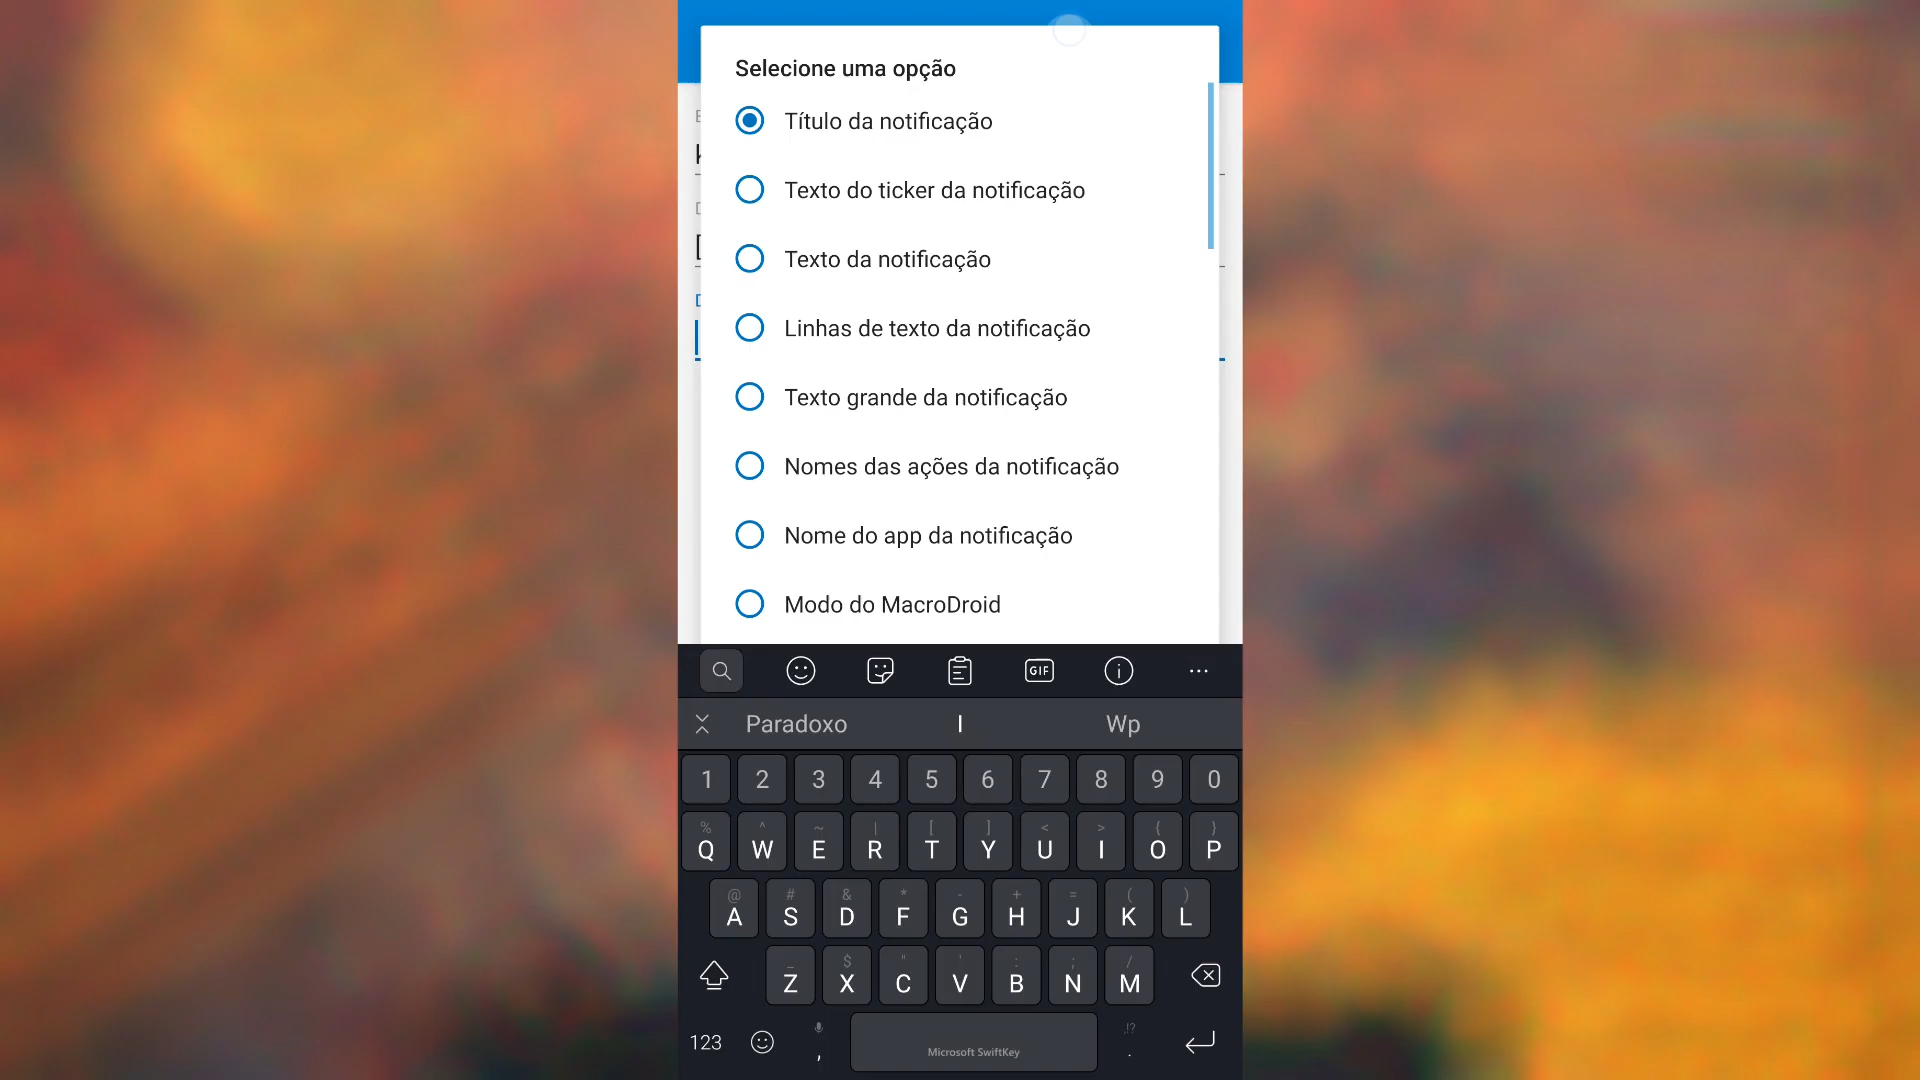 Selecione uma opção
Título da notificação
Texto do ticker da notificação
Texto da notificação
Linhas de texto da notificação
Texto grande da notificação
Nomes das ações da notificação
Nome do app da notificação
Modo do MacroDroid
GIF
Paradoxo I Wp
1 2 3 4 5 6 7 8 9 0
% ^ ~ | [ ] < > { }
Q W E R T Y U I O P
@ # & * - + = ( )
A S D F G H J K L
_ $ " ' : ; /
Z X C V B N M
,!?
123 , Microsoft SwiftKey .